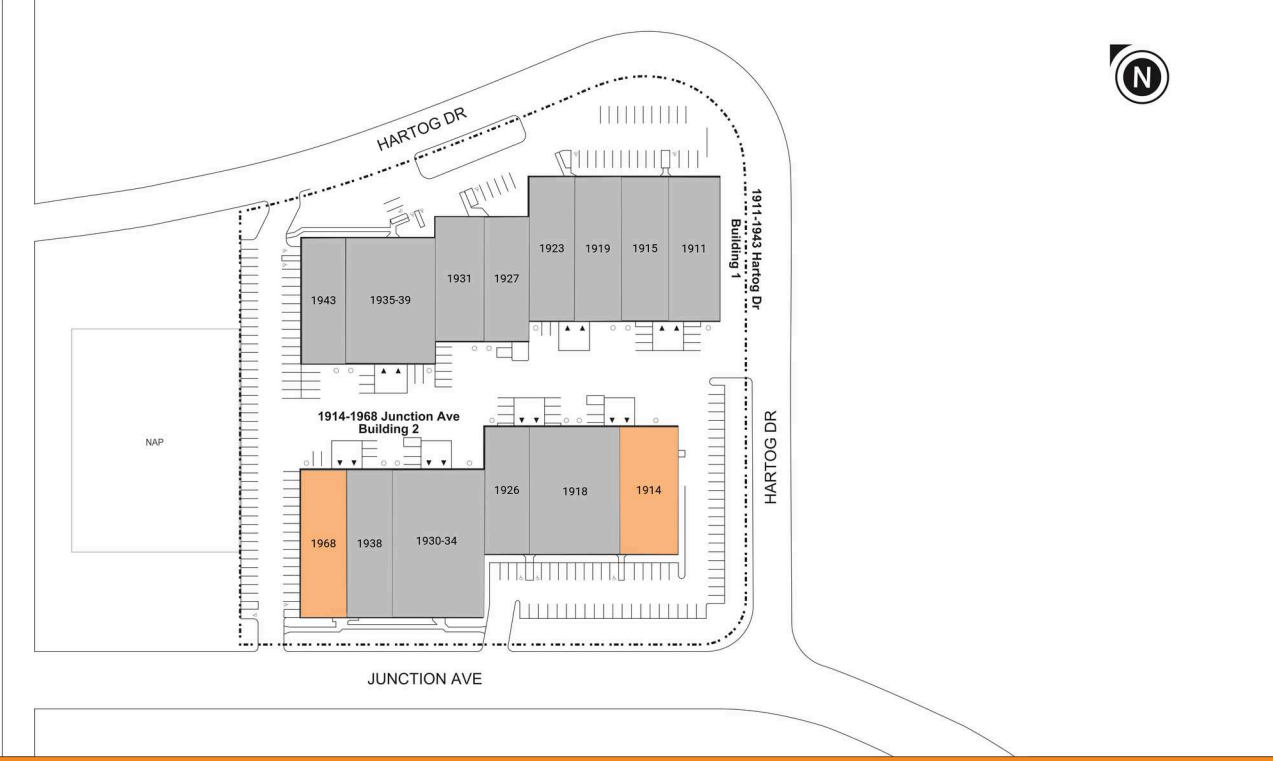 N
HARTOG DR
1911-1943 Hartog Dr
Building 1
1923
1919
1915
1911
1931
1927
1943
1935-39
1914-1968 Junction Ave
Building 2
NAP
HARTOG DR
1926
1918
1914
1968
1938
1930-34
JUNCTION AVE